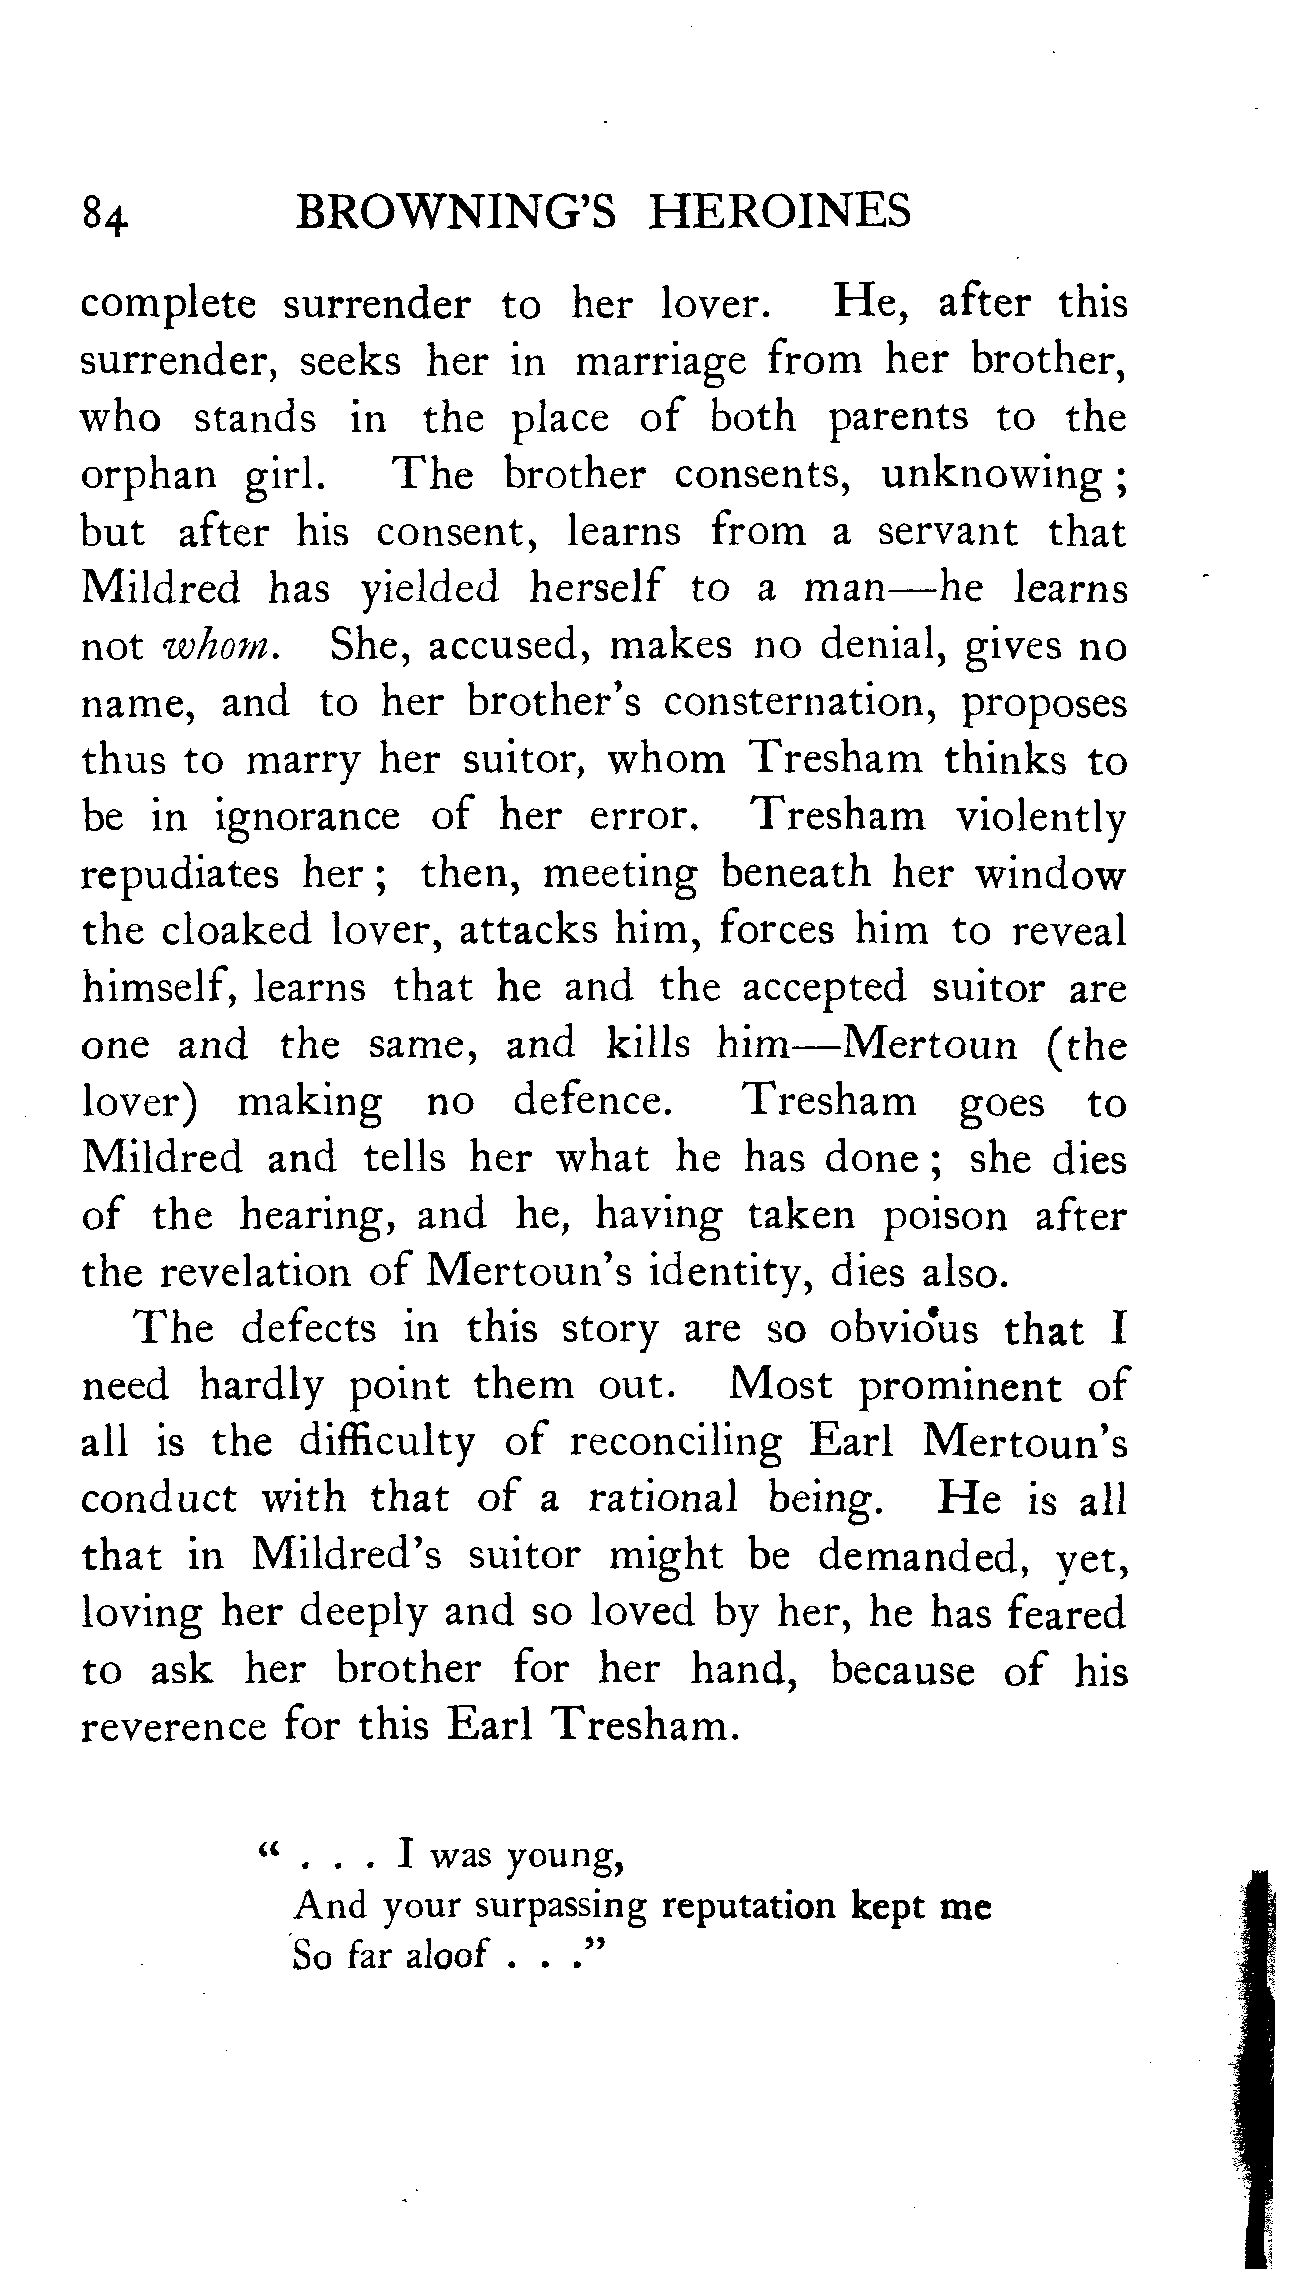 84 BROWNING'S HEROINES
complete surrender to her lover. He, after this
surrender, seeks her in marriage from her brother,
who stands in the place of both parents to the
orphan girl. The brother consents, unknowing ;
but after his consent, learns from a servant that
Mildred has yielded herself to a man—he learns
not whom. She, accused, makes no denial, gives no
name, and to her brother's consternation, proposes
thus to marry her suitor, whom Tresham thinks to
be in ignorance of her error. Tresham violently
repudiates her ; then, meeting beneath her window
the cloaked lover, attacks him, forces him to reveal
himself, learns that he and the accepted suitor are
one and the same, and kills him—Mertoun (the
lover) making no defence. Tresham goes to
Mildred and tells her what he has done ; she dies
of the hearing, and he, having taken poison after
the revelation of Mertoun's identity, dies also.
The defects in this story are so obvious that I
need hardly point them out. Most prominent of
all is the difficulty of reconciling Earl Mertoun's
conduct with that of a rational being. He is all
that in Mildred's suitor might be demanded, yet,
loving her deeply and so loved by her, he has feared
to ask her brother for her hand, because of his
reverence for this Earl Tresham.
" . . . I was young,
And your surpassing reputation kept me
So far aloof . . ."